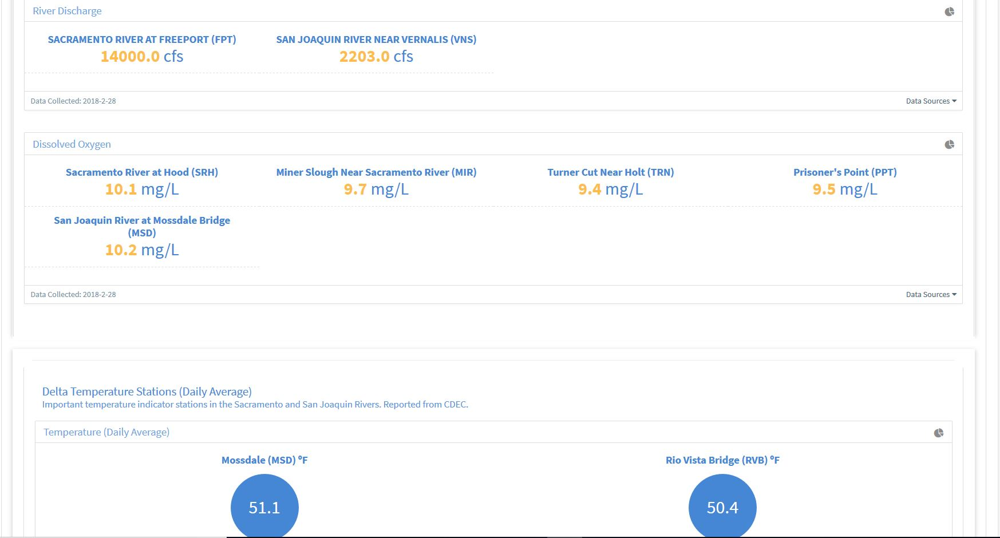 River Discharge
SACRAMENTO RIVER AT FREEPORT (FPT)
14000.0 cfs
SAN JOAQUIN RIVER NEAR VERNALIS (VNS)
2203.0 cfs
Data Collected: 2018-2-28
Data Sources
Dissolved Oxygen
Sacramento River at Hood (SRH)
10.1 mg/L
Miner Slough Near Sacramento River (MIR)
9.7 mg/L
Turner Cut Near Holt (TRN)
9.4 mg/L
Prisoner's Point (PPT)
9.5 mg/L
San Joaquin River at Mossdale Bridge
(MSD)
10.2 mg/L
Data Collected: 2018-2-28
Data Sources
Delta Temperature Stations (Daily Average)
Important temperature indicator stations in the Sacramento and San Joaquin Rivers. Reported from CDEC.
Temperature (Daily Average)
Mossdale (MSD) ºF
51.1
Rio Vista Bridge (RVB) ºF
50.4